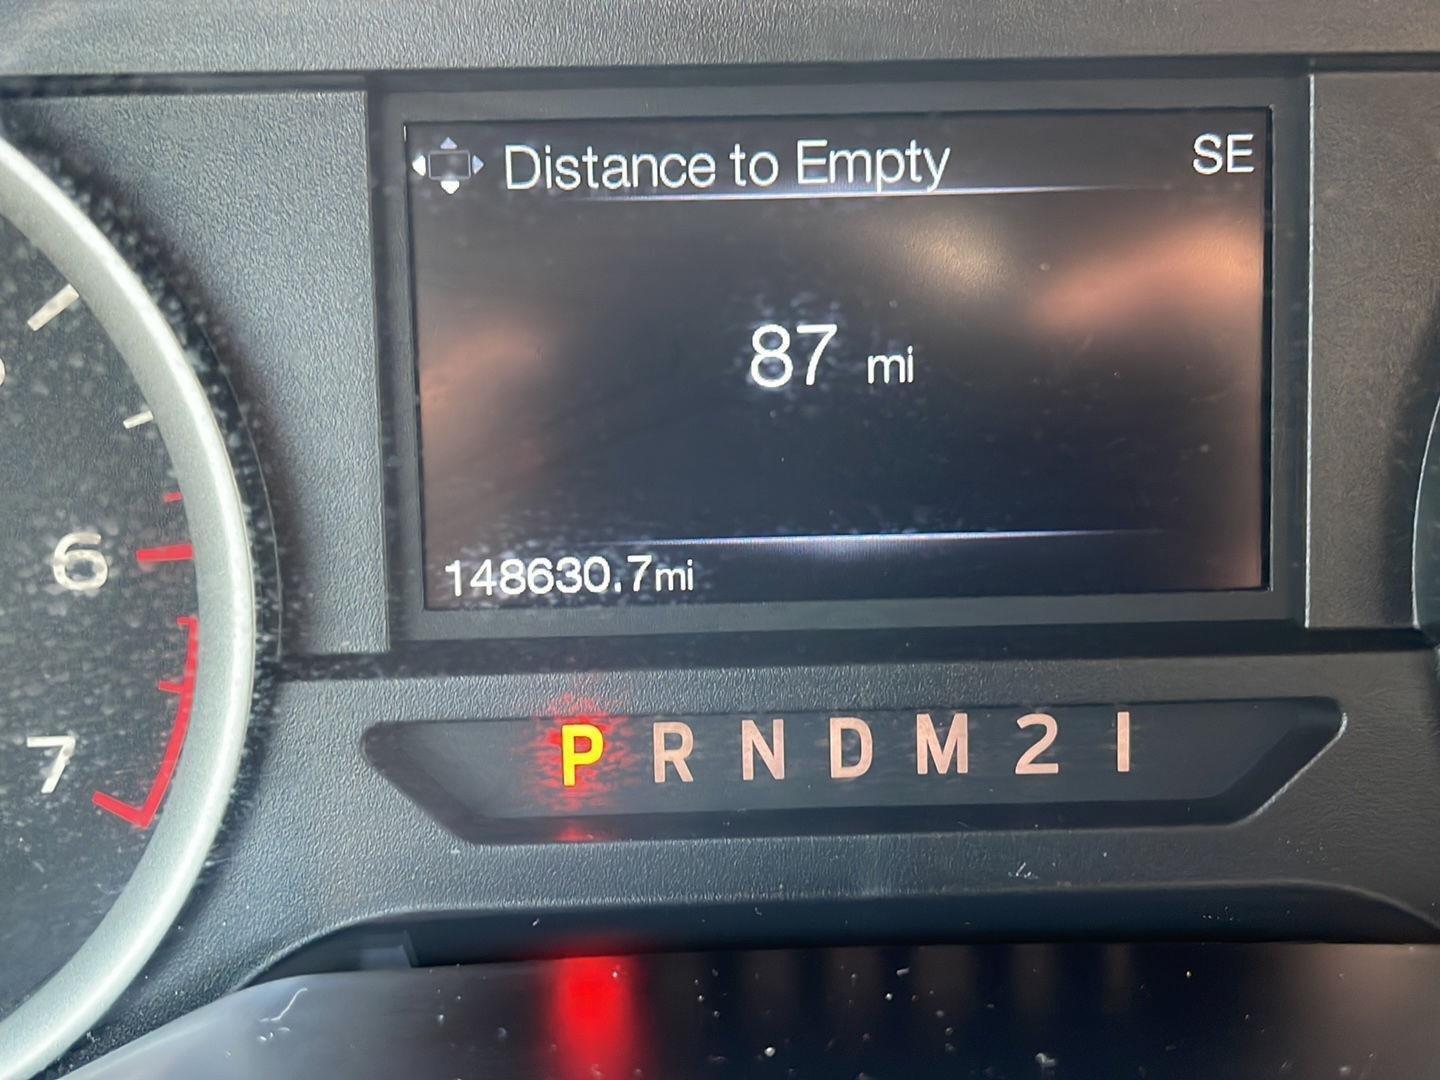 Distance to Empty SE
87 mi
148630.7mi
6
7
P R N D M 2 1